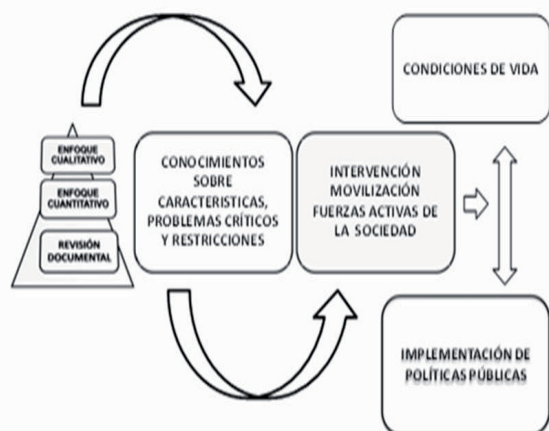 ENFOQUE
CUALITATIVO
ENFOQUE
CUANTITATIVO
REVISIÓN
DOCUMENTAL
CONOCIMIENTOS
SOBRE
CARACTERISTICAS,
PROBLEMAS CRÍTICOS
Y RESTRICCIONES
INTERVENCIÓN
MOVILIZACIÓN
FUERZAS ACTIVAS DE
LA SOCIEDAD
CONDICIONES DE VIDA
IMPLEMENTACIÓN DE
POLÍTICAS PÚBLICAS